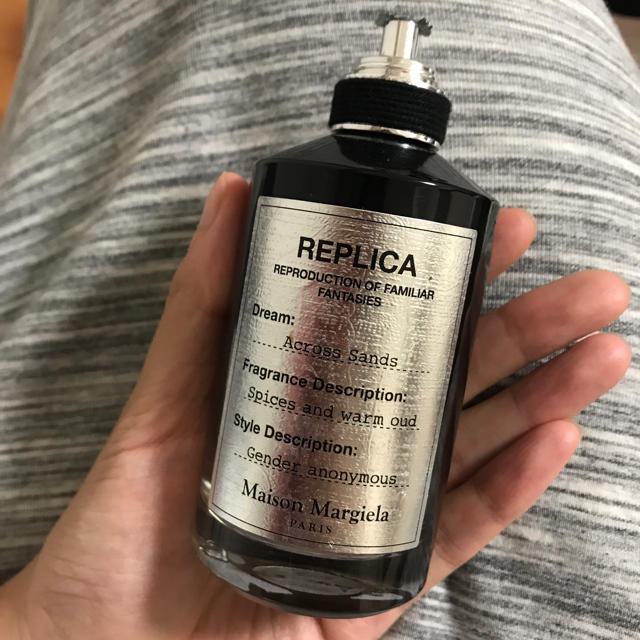 REPLICA
REPRODUCTION OF FAMILIAR
FANTASIES
Dream:
Across Sands
Fragrance Description:
Spices and warm oud
Style Description:
Gender anonymous
Maison Margiela
PARIS